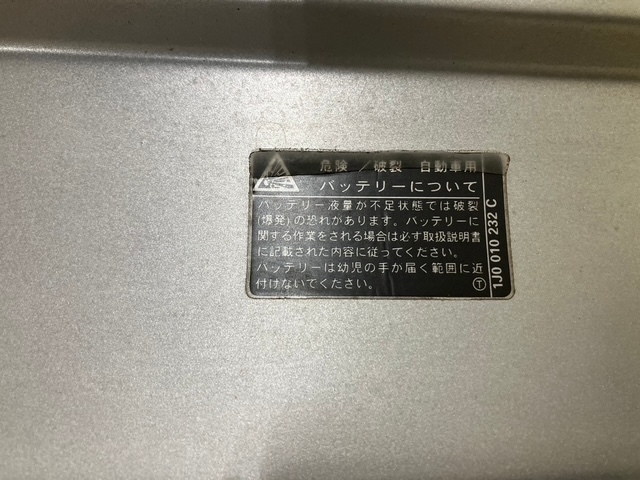 危険／破裂 自動車用
バッテリーについて
バッテリー液量が不足状態では破裂
(爆発)の恐れがあります。バッテリーに
関する作業をされる場合は必ず取扱説明書
に記載された内容に従ってください。
バッテリーは幼児の手が届く範囲に近
付けないでください。
Ⓣ
1J0 010 232 C